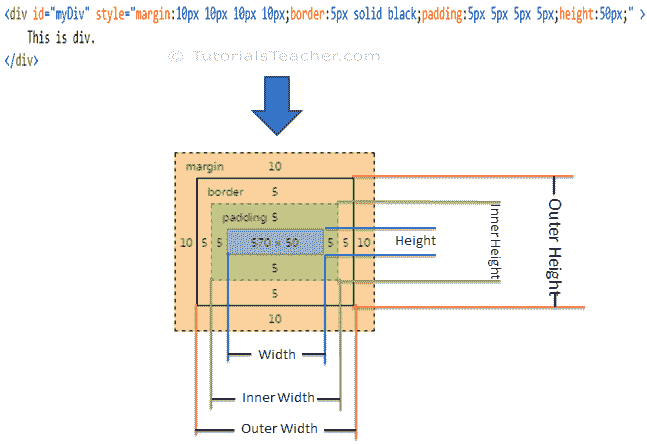 <div id="myDiv" style="margin:10px 10px 10px 10px;border:5px solid black;padding:5px 5px 5px 5px;height:50px;" >
This is div.
</div>
© TutorialsTeacher.com
margin 10
border 5
padding 5
10 5 5 570 × 50 5 5 10
5
5
10
Height
Inner Height
Outer Height
Width
Inner Width
Outer Width